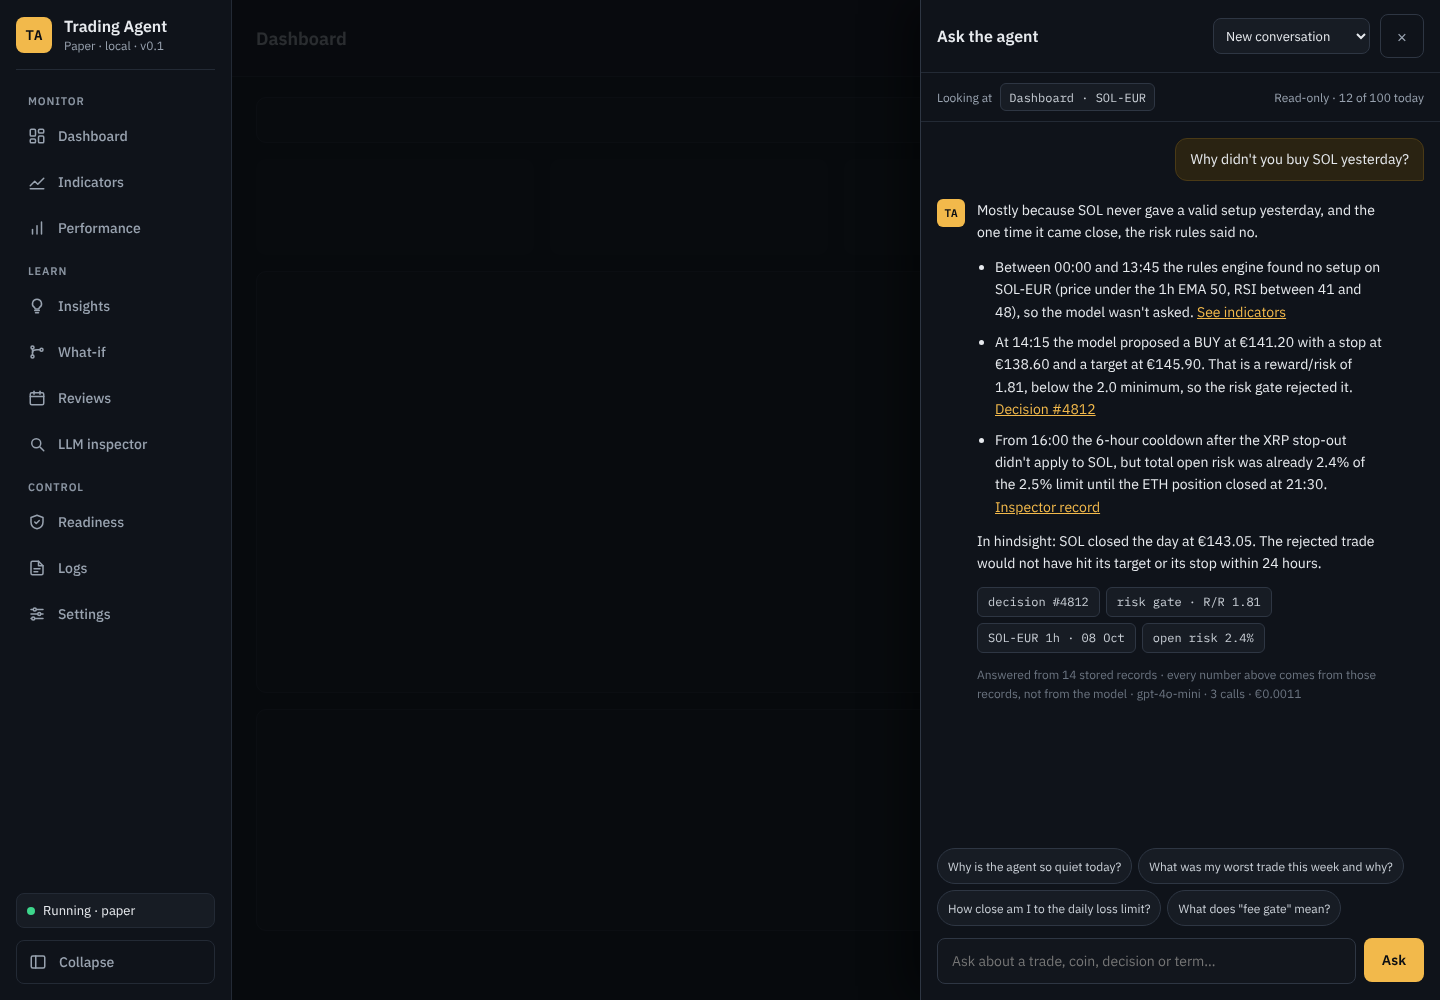 TA
Trading Agent
Paper · local · v0.1
MONITOR
Dashboard
Indicators
Performance
LEARN
Insights
What-if
Reviews
LLM inspector
CONTROL
Readiness
Logs
Settings
Running · paper
Collapse
Dashboard
Ask the agent
New conversation
×
Looking at
Dashboard · SOL-EUR
Read-only · 12 of 100 today
Why didn't you buy SOL yesterday?
TA
Mostly because SOL never gave a valid setup yesterday, and the
one time it came close, the risk rules said no.
• Between 00:00 and 13:45 the rules engine found no setup on
SOL-EUR (price under the 1h EMA 50, RSI between 41 and
48), so the model wasn't asked. See indicators
• At 14:15 the model proposed a BUY at €141.20 with a stop at
€138.60 and a target at €145.90. That is a reward/risk of
1.81, below the 2.0 minimum, so the risk gate rejected it.
Decision #4812
• From 16:00 the 6-hour cooldown after the XRP stop-out
didn't apply to SOL, but total open risk was already 2.4% of
the 2.5% limit until the ETH position closed at 21:30.
Inspector record
In hindsight: SOL closed the day at €143.05. The rejected trade
would not have hit its target or its stop within 24 hours.
decision #4812
risk gate · R/R 1.81
SOL-EUR 1h · 08 Oct
open risk 2.4%
Answered from 14 stored records · every number above comes from those
records, not from the model · gpt-4o-mini · 3 calls · €0.0011
Why is the agent so quiet today?
What was my worst trade this week and why?
How close am I to the daily loss limit?
What does "fee gate" mean?
Ask about a trade, coin, decision or term...
Ask